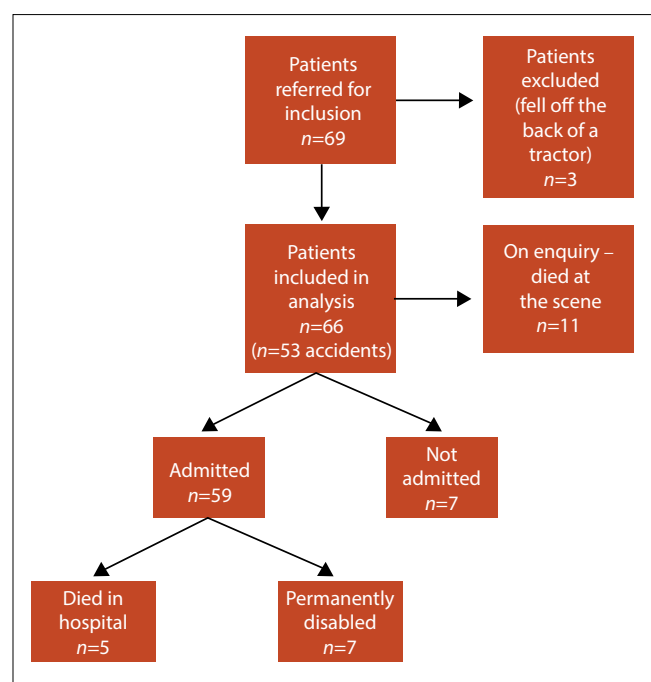 Patients
referred for
inclusion
n=69
Patients
excluded
(fell off the
back of a
tractor)
n=3
Patients
included in
analysis
n=66
(n=53 accidents)
On enquiry –
died at
the scene
n=11
Admitted
n=59
Not
admitted
n=7
Died in
hospital
n=5
Permanently
disabled
n=7